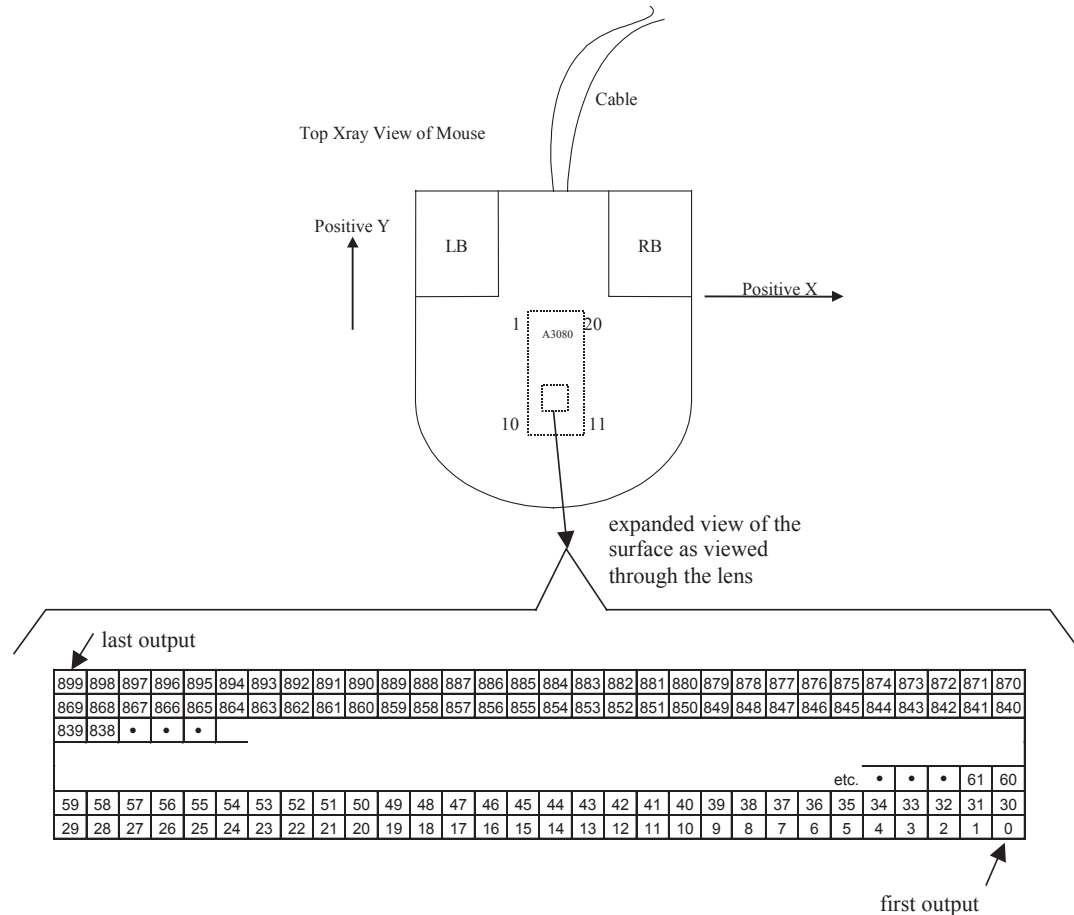 Cable
Top Xray View of Mouse
Positive Y
LB
RB
Positive X
1
A3080
20
10
11
expanded view of the
surface as viewed
through the lens
last output
899 898 897 896 895 894 893 892 891 890 889 888 887 886 885 884 883 882 881 880 879 878 877 876 875 874 873 872 871 870
869 868 867 866 865 864 863 862 861 860 859 858 857 856 855 854 853 852 851 850 849 848 847 846 845 844 843 842 841 840
839 838 • • •
etc. • • • 61 60
59 58 57 56 55 54 53 52 51 50 49 48 47 46 45 44 43 42 41 40 39 38 37 36 35 34 33 32 31 30
29 28 27 26 25 24 23 22 21 20 19 18 17 16 15 14 13 12 11 10 9 8 7 6 5 4 3 2 1 0
first output